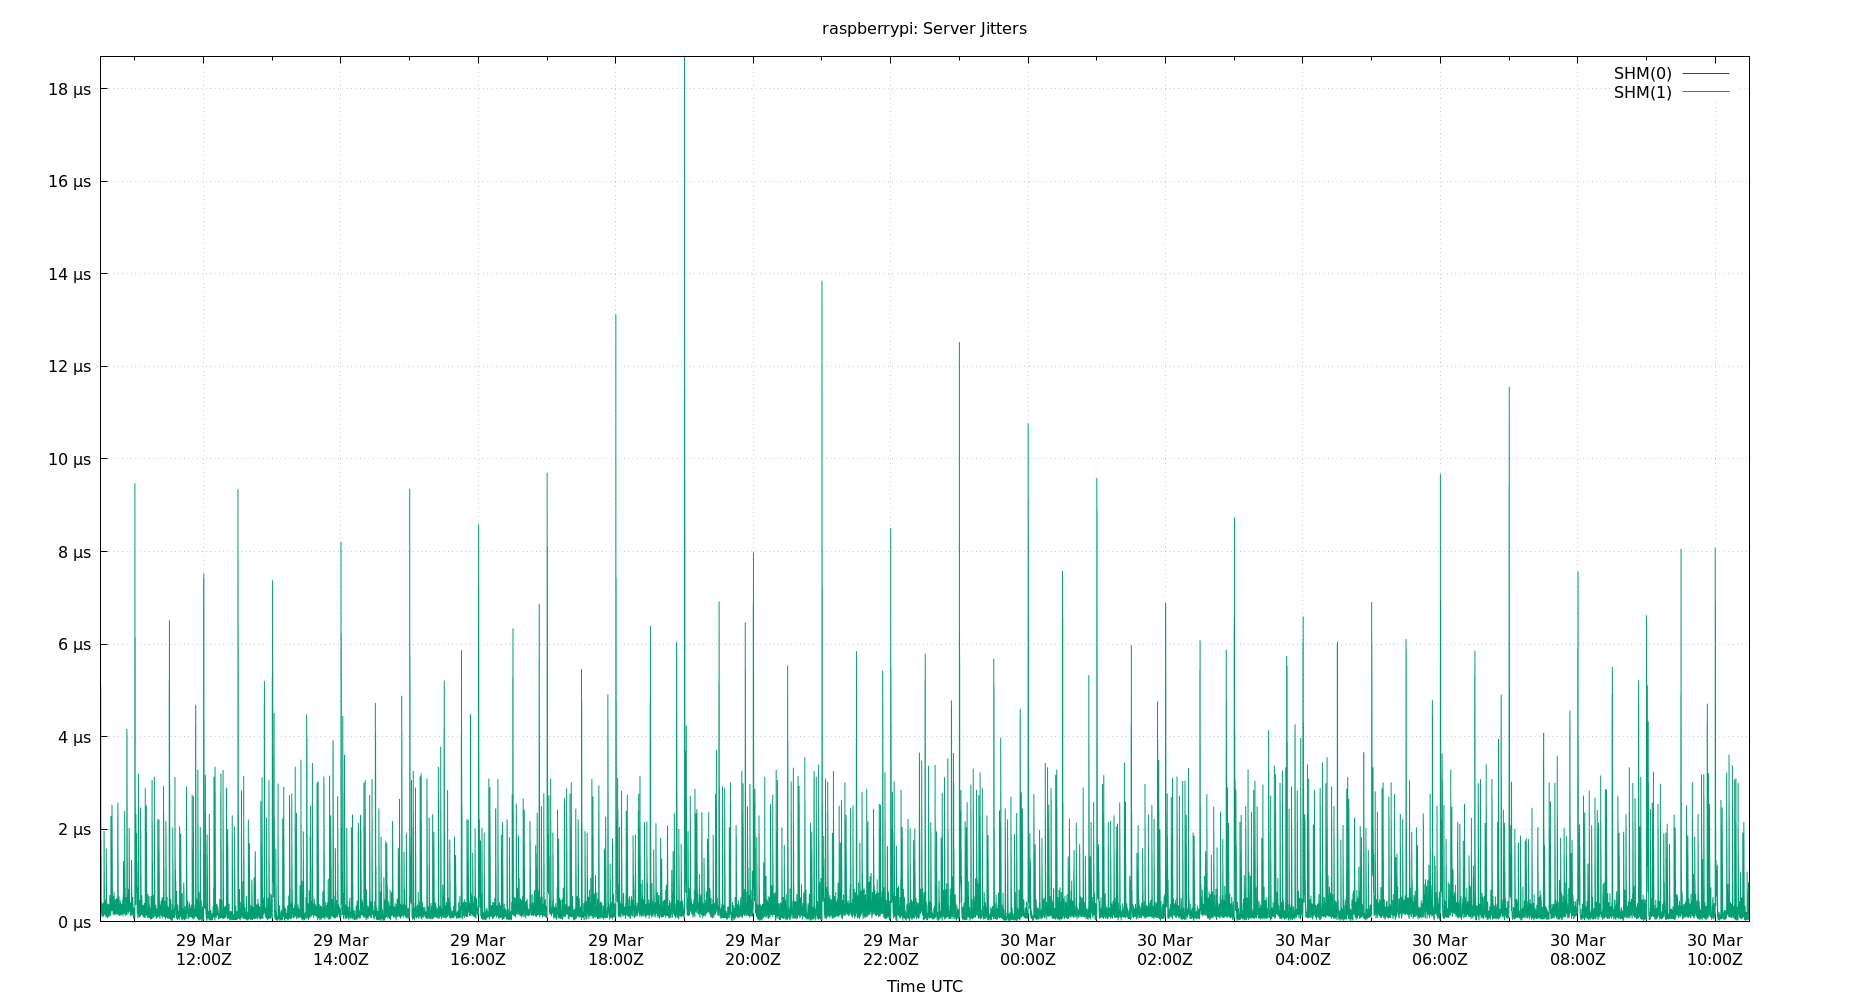 raspberrypi: Server Jitters
SHM(0)
SHM(1)
18 µs
16 µs
14 µs
12 µs
10 µs
8 µs
6 µs
4 µs
2 µs
0 µs
29 Mar 29 Mar 29 Mar 29 Mar 29 Mar 29 Mar 30 Mar 30 Mar 30 Mar 30 Mar 30 Mar 30 Mar
12:00Z 14:00Z 16:00Z 18:00Z 20:00Z 22:00Z 00:00Z 02:00Z 04:00Z 06:00Z 08:00Z 10:00Z
Time UTC